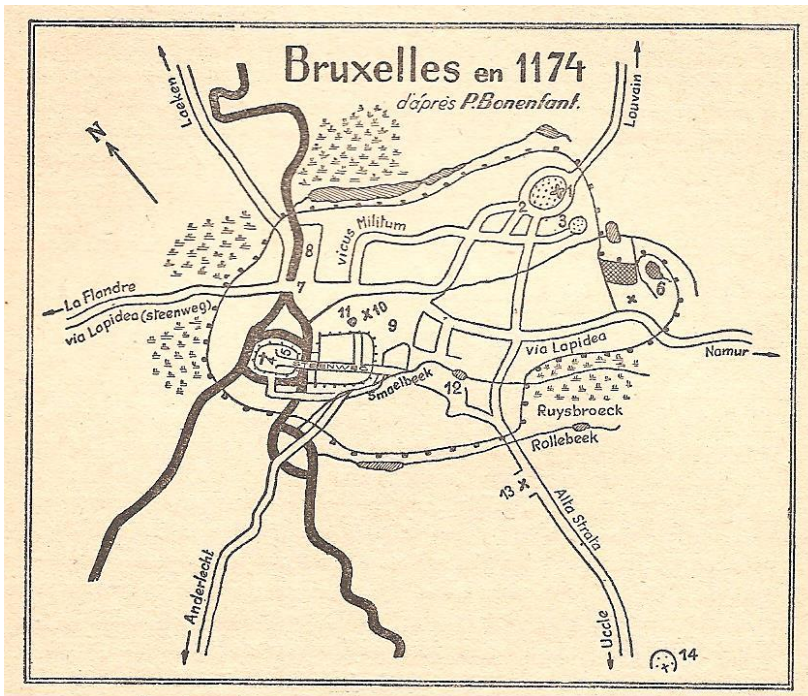 Bruxelles en 1174
d'après P. Bonenfant.
N
Laeken
Louvain
1
2
3
vicus Militum
8
6
7
La Flandre
via Lapidea (steenweg)
11
10
9
4
5
STEENWEG
Smaelbeek
via Lapidea
Namur
12
Ruysbroeck
Rollebeek
13
Alta Strata
Anderlecht
Uccle
14